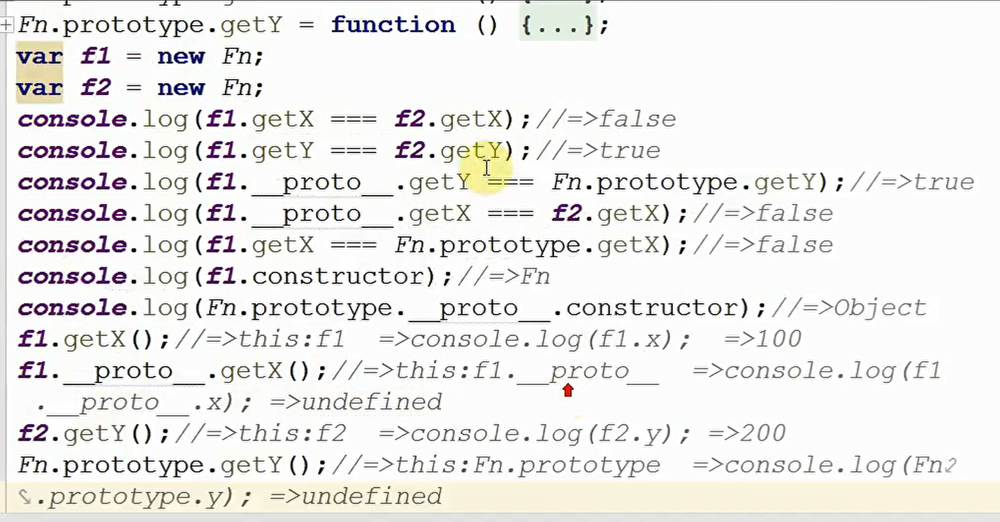 Fn.prototype.getY = function () {...};
var f1 = new Fn;
var f2 = new Fn;
console.log(f1.getX === f2.getX);//=>false
console.log(f1.getY === f2.getY);//=>true
console.log(f1.__proto__.getY === Fn.prototype.getY);//=>true
console.log(f1.__proto__.getX === f2.getX);//=>false
console.log(f1.getX === Fn.prototype.getX);//=>false
console.log(f1.constructor);//=>Fn
console.log(Fn.prototype.__proto__.constructor);//=>Object
f1.getX();//=>this:f1  =>console.log(f1.x);  =>100
f1.__proto__.getX();//=>this:f1.__proto__  =>console.log(f1
.__proto__.x); =>undefined
f2.getY();//=>this:f2  =>console.log(f2.y); =>200
Fn.prototype.getY();//=>this:Fn.prototype  =>console.log(Fn
.prototype.y); =>undefined